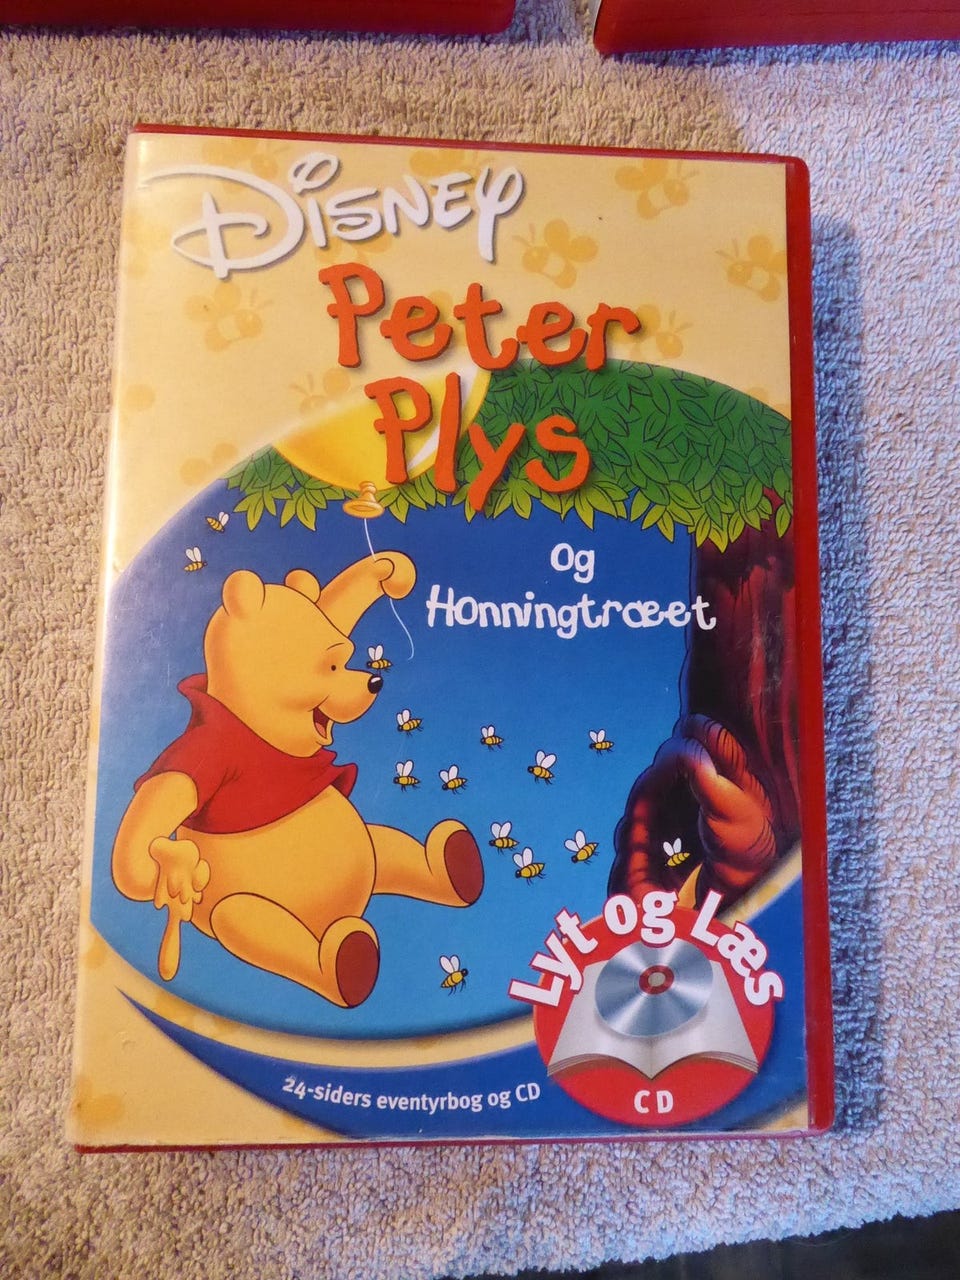 Disney
Peter
Plys
Og
Honningtræet
Lyt og Læs
CD
24-siders eventyrbog og CD